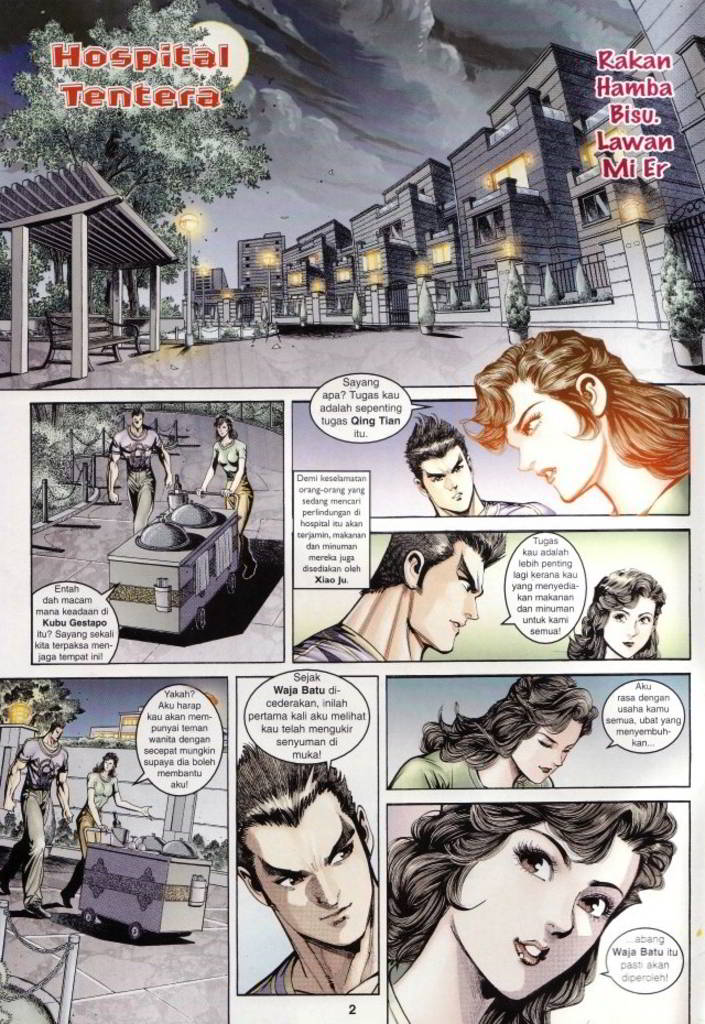 Hospital
Tentera
Rakan
Hamba
Bisu.
Lawan
Mi Er
Entah
dah macam
mana keadaan di
Kubu Gestapo
itu? Sayang sekali
kita terpaksa men-
jaga tempat ini!
Sayang
apa? Tugas kau
adalah sepenting
tugas Qing Tian
itu.
Demi keselamatan
orang-orang yang
sedang mencari
perlindungan di
hospital itu akan
terjamin, makanan
dan minuman
mereka juga
disediakan oleh
Xiao Ju.
Tugas
kau adalah
lebih penting
lagi kerana kau
yang menyedia-
kan makanan
dan minuman
untuk kami
semua!
Yakah?
Aku harap
kau akan mem-
punyai teman
wanita dengan
secepat mungkin
supaya dia boleh
membantu
aku!
Sejak
Waja Batu di-
cederakan, inilah
pertama kali aku melihat
kau telah mengukir
senyuman di
muka!
Aku
rasa dengan
usaha kamu
semua, ubat yang
menyembuh-
kan...
...abang
Waja Batu itu
pasti akan
diperoleh!
2